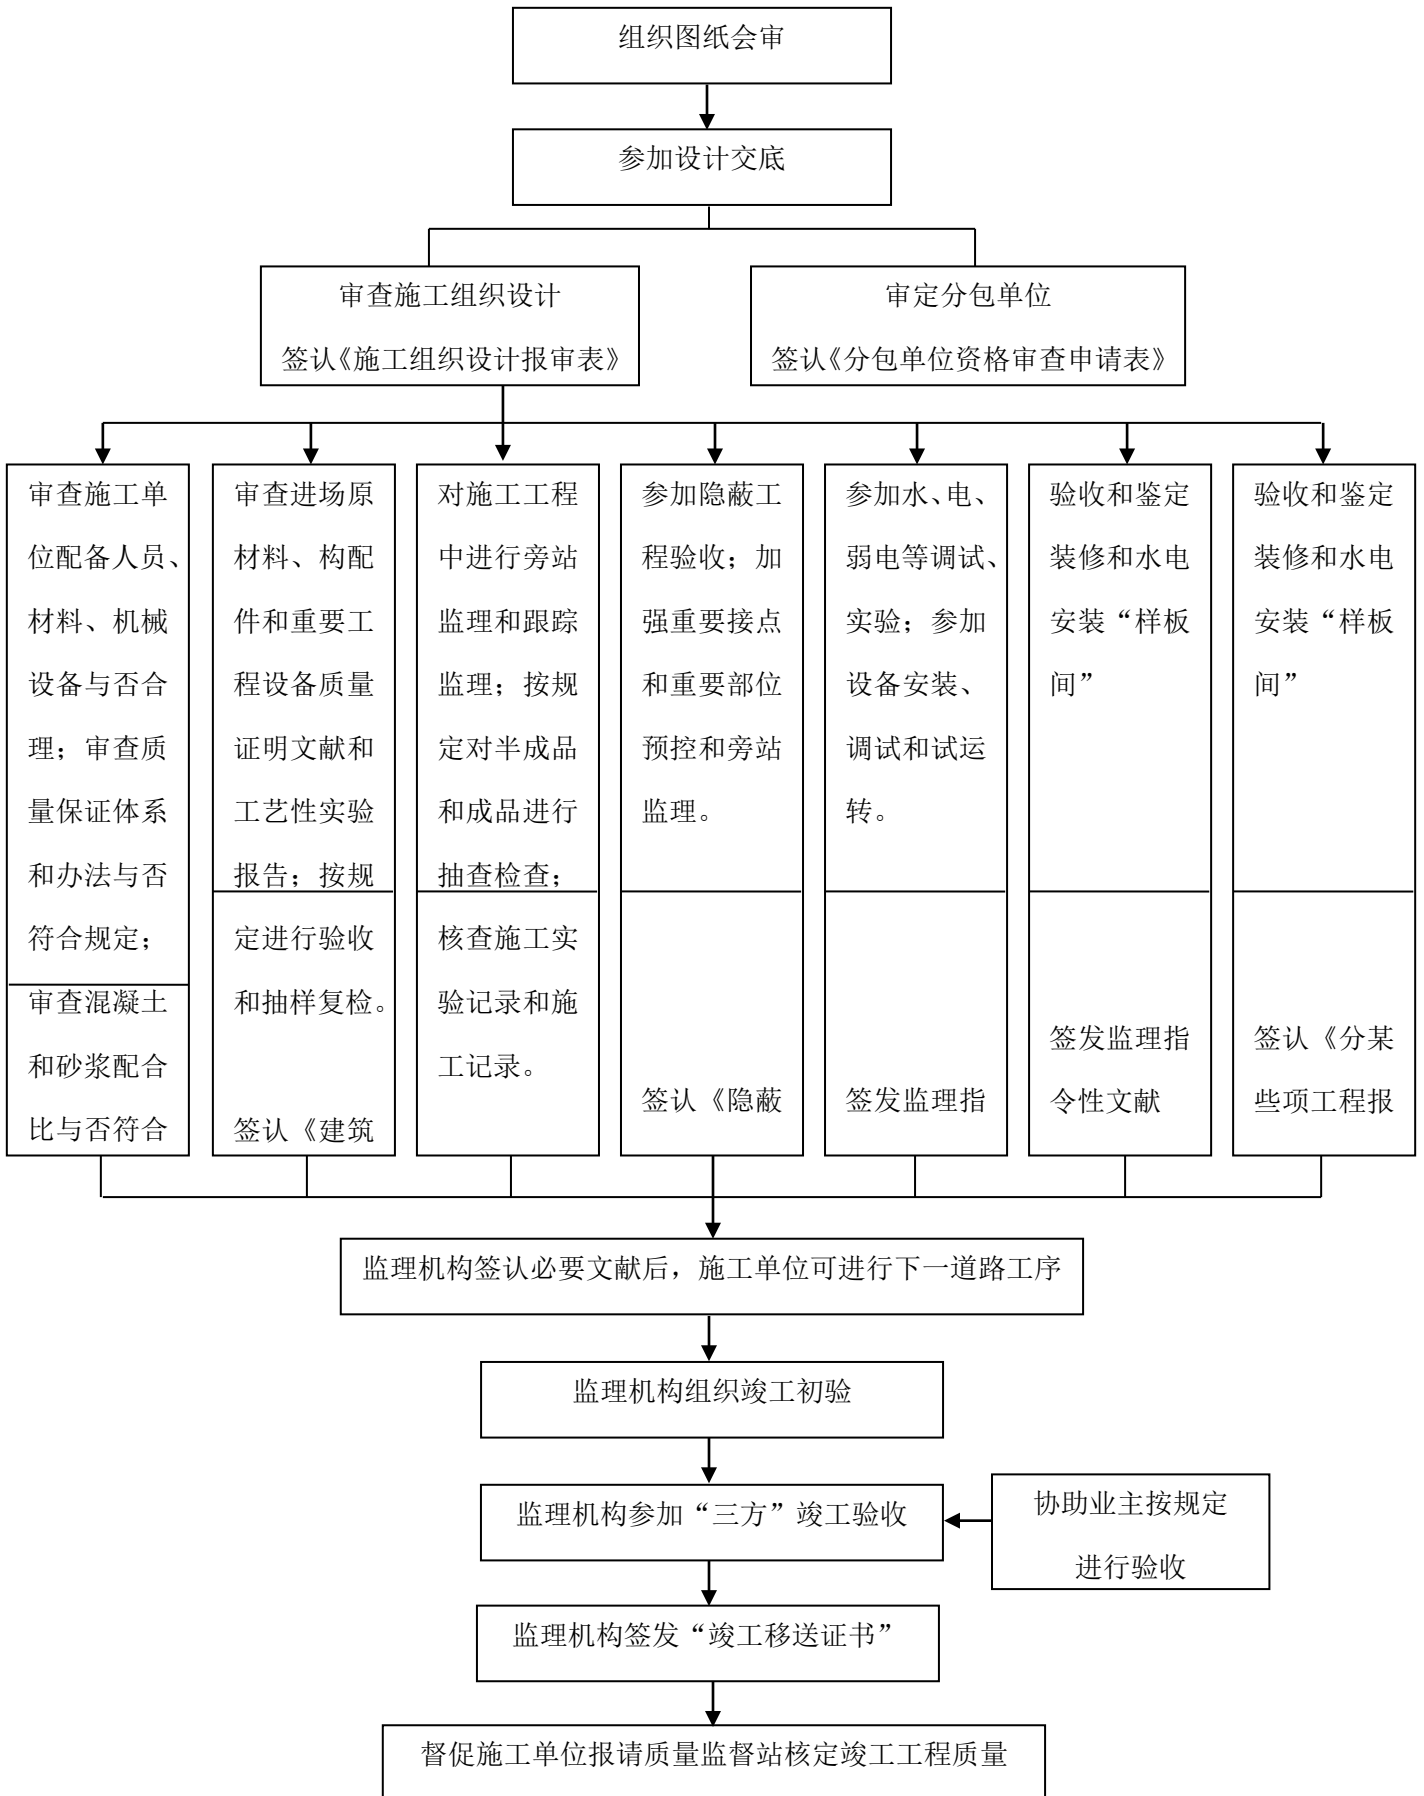 组织图纸会审
参加设计交底
审查施工组织设计
签认《施工组织设计报审表》
审定分包单位
签认《分包单位资格审查申请表》
审查施工单
位配备人员、
材料、机械
设备与否合
理；审查质
量保证体系
和办法与否
符合规定；
审查混凝土
和砂浆配合
比与否符合
审查进场原
材料、构配
件和重要工
程设备质量
证明文献和
工艺性实验
报告；按规
定进行验收
和抽样复检。
签认《建筑
对施工工程
中进行旁站
监理和跟踪
监理；按规
定对半成品
和成品进行
抽查检查；
核查施工实
验记录和施
工记录。
参加隐蔽工
程验收；加
强重要接点
和重要部位
预控和旁站
监理。
签认《隐蔽
参加水、电、
弱电等调试、
实验；参加
设备安装、
调试和试运
转。
签发监理指
验收和鉴定
装修和水电
安装“样板
间”
签发监理指
令性文献
验收和鉴定
装修和水电
安装“样板
间”
签认《分某
些项工程报
监理机构签认必要文献后，施工单位可进行下一道路工序
监理机构组织竣工初验
监理机构参加“三方”竣工验收
协助业主按规定
进行验收
监理机构签发“竣工移送证书”
督促施工单位报请质量监督站核定竣工工程质量